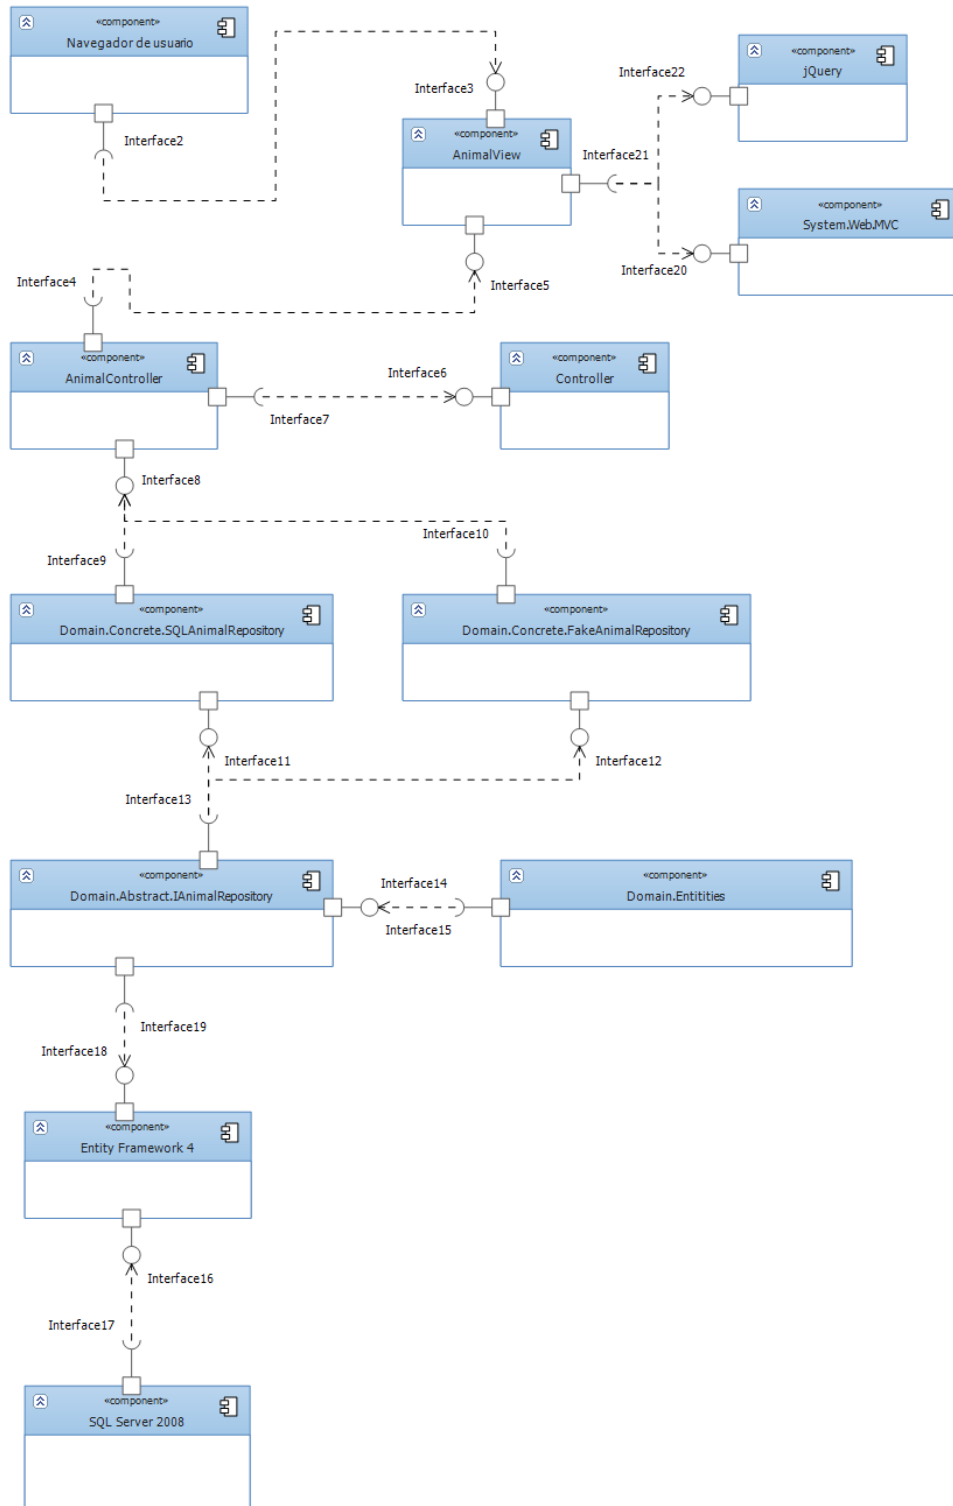 «component»
Navegador de usuario
Interface2
Interface3
«component»
AnimalView
Interface22
«component»
jQuery
Interface21
«component»
System.Web.MVC
Interface20
Interface4
Interface5
«component»
AnimalController
Interface6
Interface7
«component»
Controller
Interface8
Interface9
Interface10
«component»
Domain.Concrete.SQLAnimalRepository
«component»
Domain.Concrete.FakeAnimalRepository
Interface11
Interface12
Interface13
«component»
Domain.Abstract.IAnimalRepository
Interface14
Interface15
«component»
Domain.Entitities
Interface19
Interface18
«component»
Entity Framework 4
Interface16
Interface17
«component»
SQL Server 2008